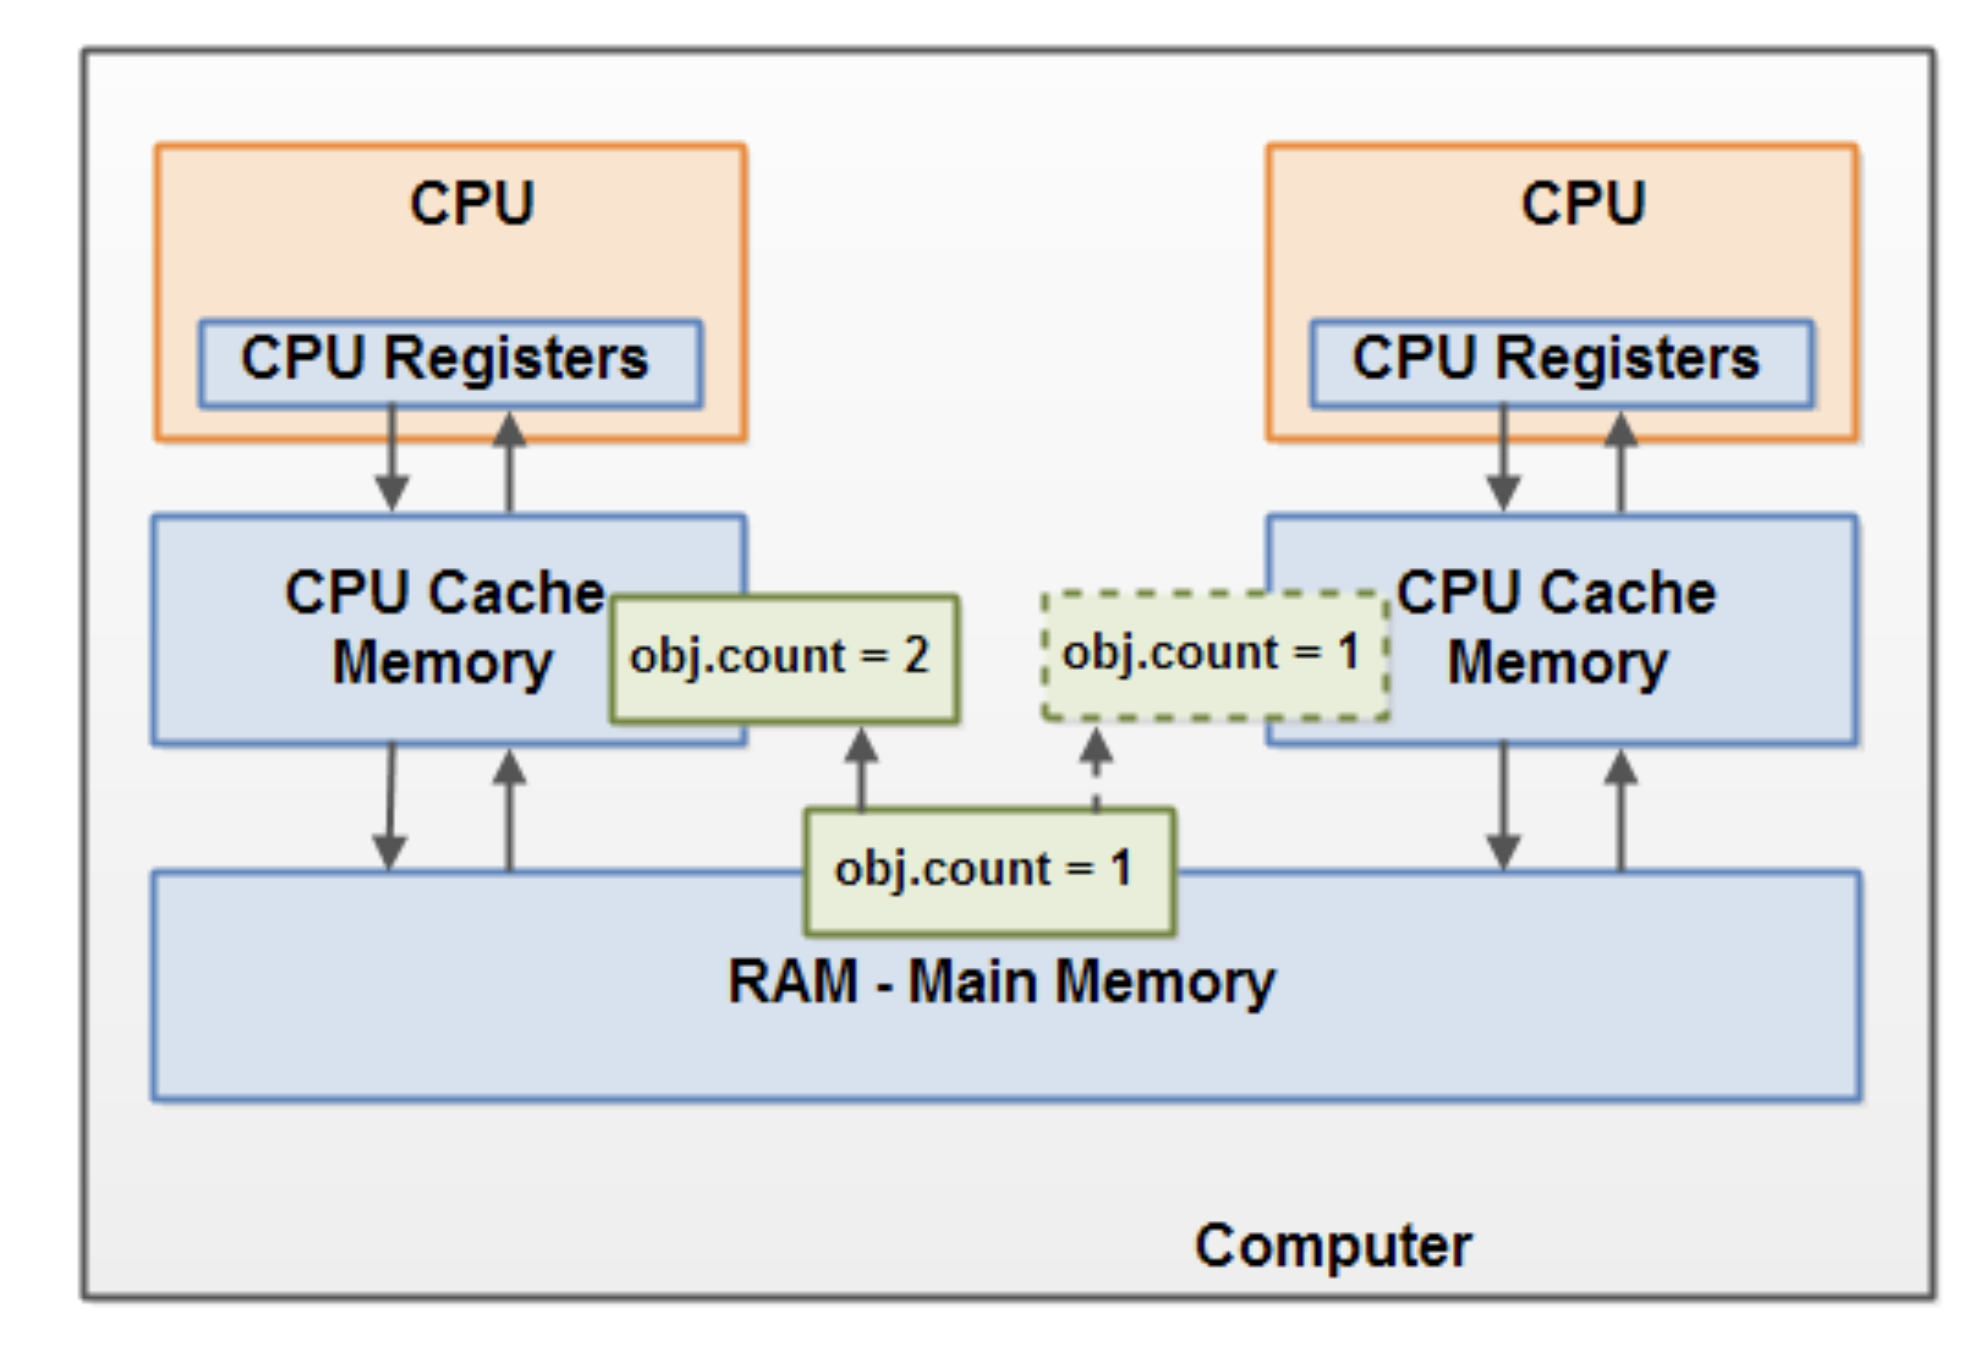 CPU
CPU
CPU Registers
CPU Registers
CPU Cache
Memory
obj.count = 2
obj.count = 1
CPU Cache
Memory
obj.count = 1
RAM - Main Memory
Computer